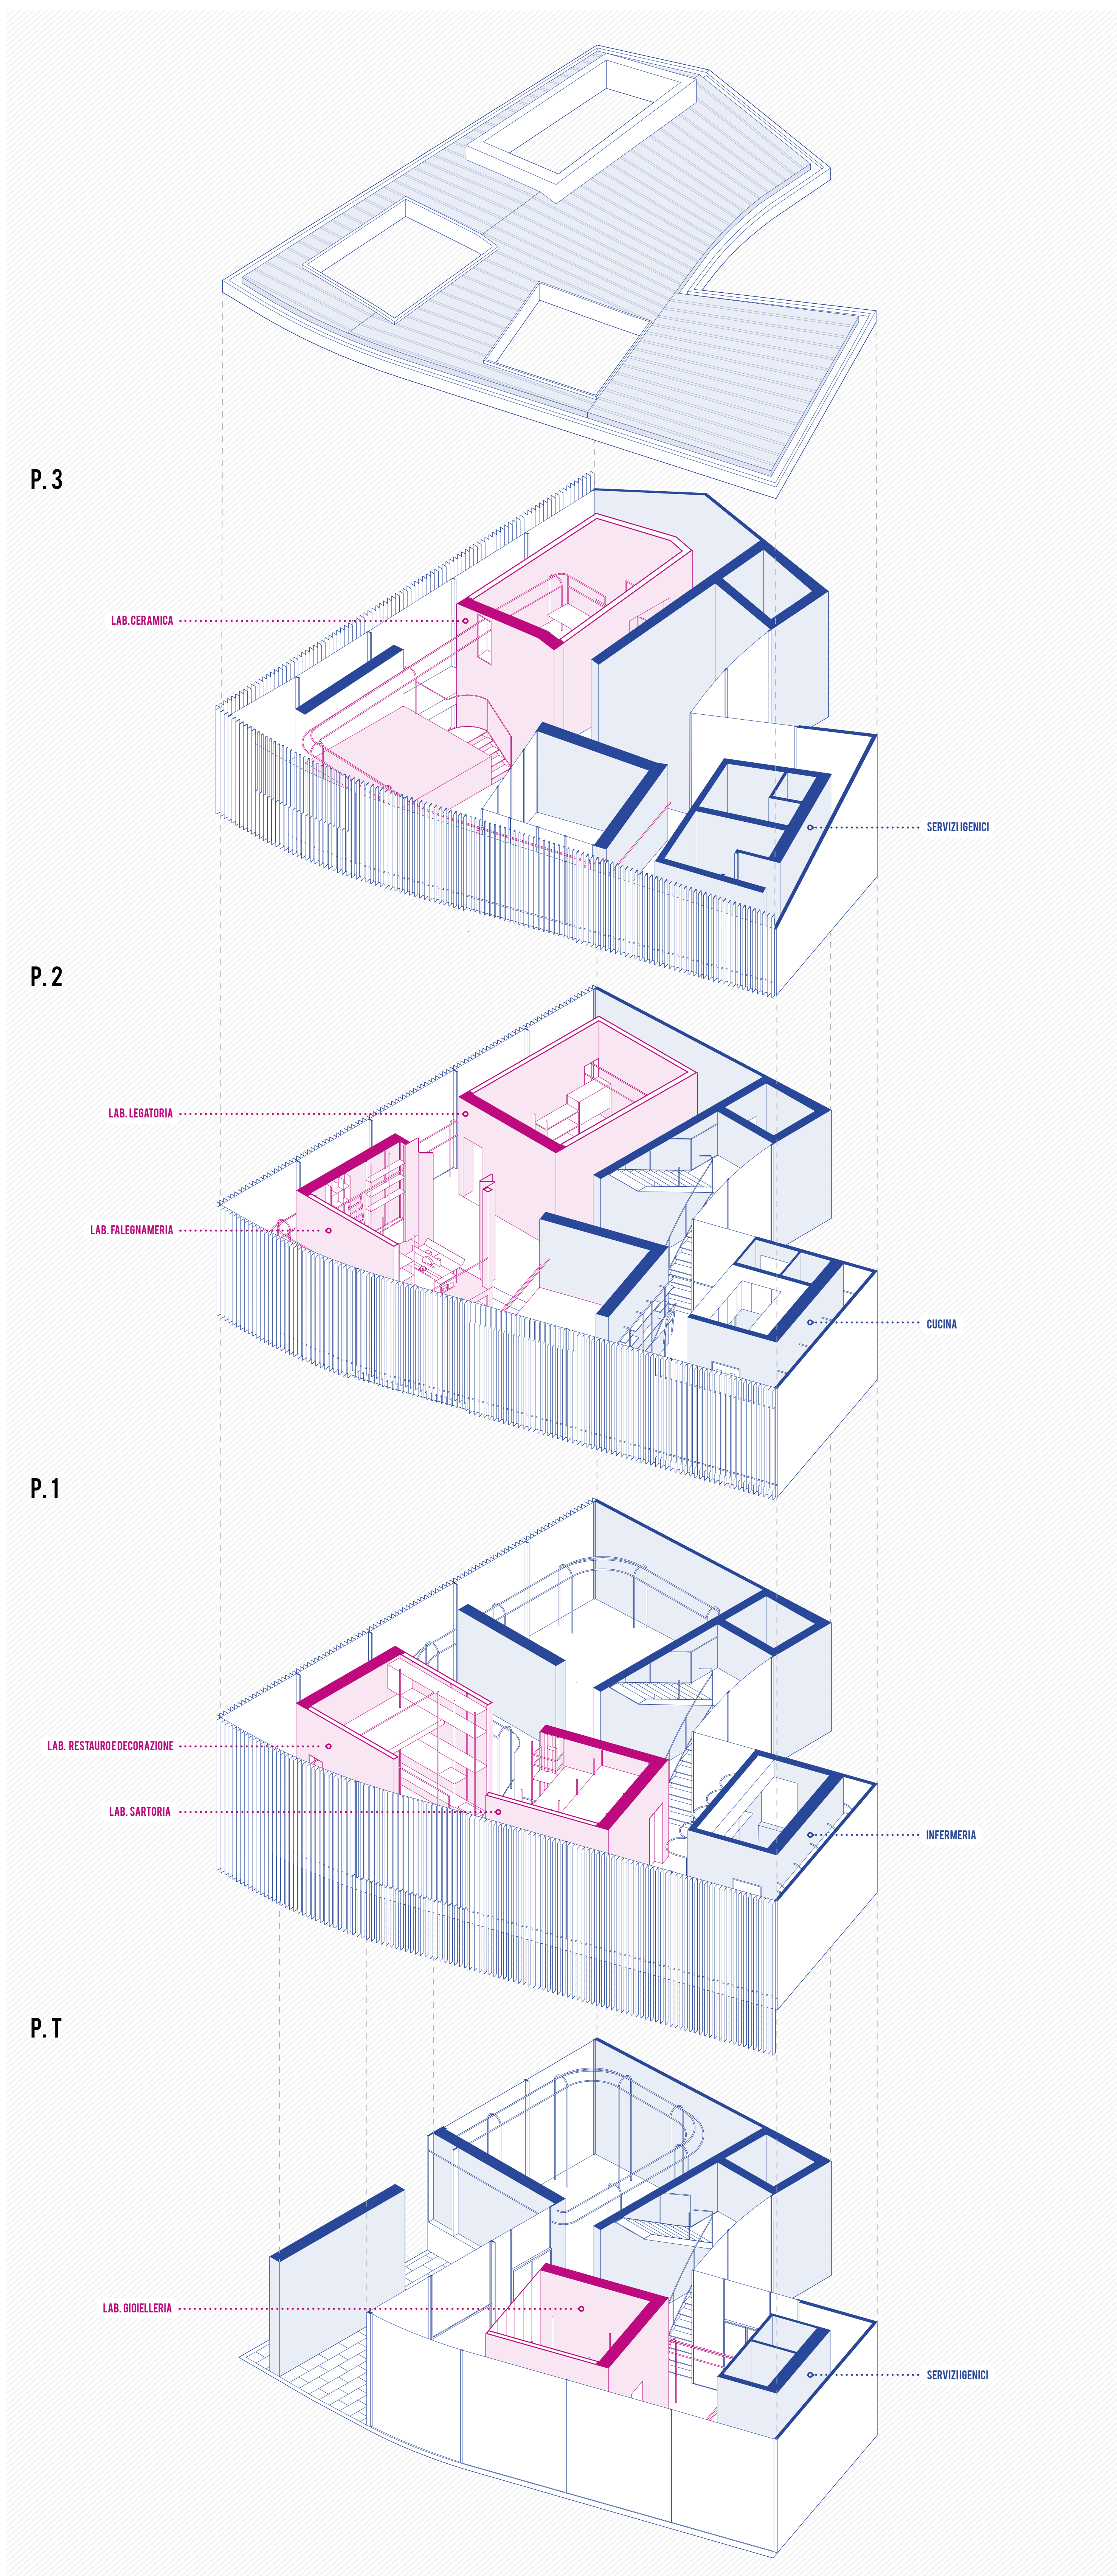 P. 3
LAB. CERAMICA
SERVIZI IGENICI
P. 2
LAB. LEGATORIA
LAB. FALEGNAMERIA
CUCINA
P. 1
LAB. RESTAURO E DECORAZIONE
LAB. SARTORIA
INFERMERIA
P. T
LAB. GIOIELLERIA
SERVIZI IGENICI